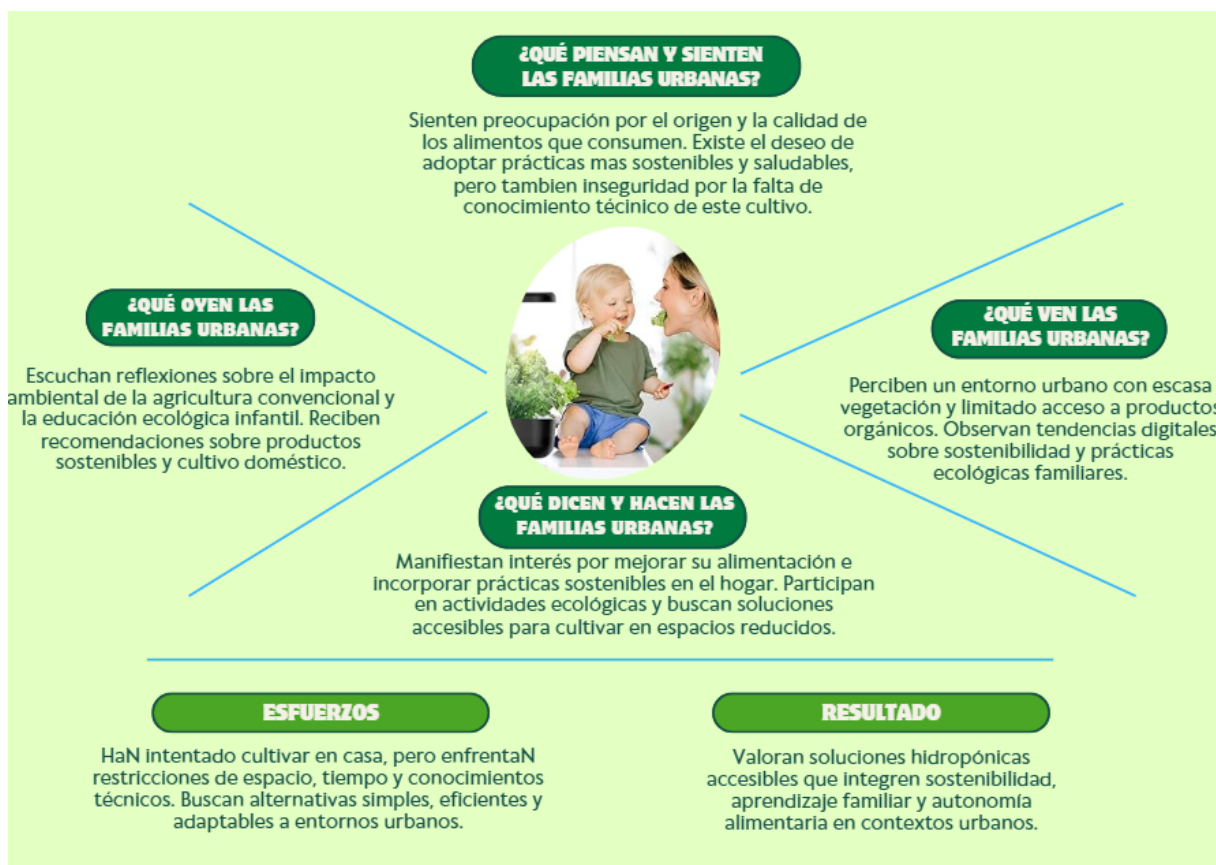 ¿QUÉ PIENSAN Y SIENTEN
LAS FAMILIAS URBANAS?
Sienten preocupación por el origen y la calidad de
los alimentos que consumen. Existe el deseo de
adoptar prácticas mas sostenibles y saludables,
pero tambien inseguridad por la falta de
conocimiento técinico de este cultivo.
¿QUÉ OYEN LAS
FAMILIAS URBANAS?
Escuchan reflexiones sobre el impacto
ambiental de la agricultura convencional y
la educación ecológica infantil. Reciben
recomendaciones sobre productos
sostenibles y cultivo doméstico.
¿QUÉ VEN LAS
FAMILIAS URBANAS?
Perciben un entorno urbano con escasa
vegetación y limitado acceso a productos
orgánicos. Observan tendencias digitales
sobre sostenibilidad y prácticas
ecológicas familiares.
¿QUÉ DICEN Y HACEN LAS
FAMILIAS URBANAS?
Manifiestan interés por mejorar su alimentación e
incorporar prácticas sostenibles en el hogar. Participan
en actividades ecológicas y buscan soluciones
accesibles para cultivar en espacios reducidos.
ESFUERZOS
HaN intentado cultivar en casa, pero enfrentaN
restricciones de espacio, tiempo y conocimientos
técnicos. Buscan alternativas simples, eficientes y
adaptables a entornos urbanos.
RESULTADO
Valoran soluciones hidropónicas
accesibles que integren sostenibilidad,
aprendizaje familiar y autonomía
alimentaria en contextos urbanos.